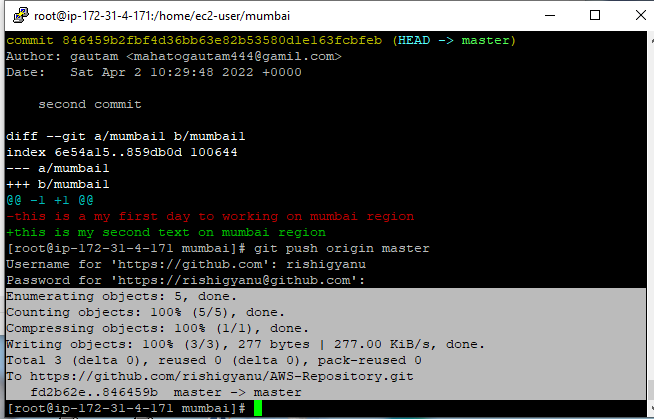 root@ip-172-31-4-171:/home/ec2-user/mumbai
commit 846459b2fbf4d36bb63e82b53580d1e163fcbfeb (HEAD -> master)
Author: gautam <mahatogautam444@gamil.com>
Date:   Sat Apr 2 10:29:48 2022 +0000
    second commit
diff --git a/mumbai1 b/mumbai1
index 6e54a15..859db0d 100644
--- a/mumbai1
+++ b/mumbai1
@@ -1 +1 @@
-this is a my first day to working on mumbai region
+this is my second text on mumbai region
[root@ip-172-31-4-171 mumbai]# git push origin master
Username for 'https://github.com': rishigyanu
Password for 'https://rishigyanu@github.com':
Enumerating objects: 5, done.
Counting objects: 100% (5/5), done.
Compressing objects: 100% (1/1), done.
Writing objects: 100% (3/3), 277 bytes | 277.00 KiB/s, done.
Total 3 (delta 0), reused 0 (delta 0), pack-reused 0
To https://github.com/rishigyanu/AWS-Repository.git
   fd2b62e..846459b  master -> master
[root@ip-172-31-4-171 mumbai]#